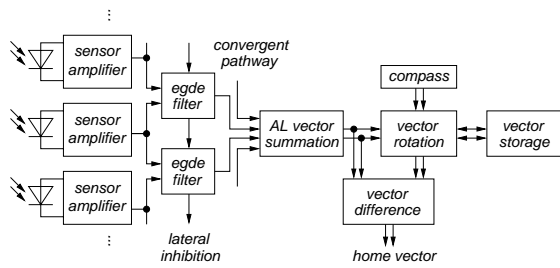 ...
sensor
amplifier
sensor
amplifier
sensor
amplifier
...
egde
filter
egde
filter
lateral
inhibition
convergent
pathway
AL vector
summation
compass
vector
rotation
vector
storage
vector
difference
home vector